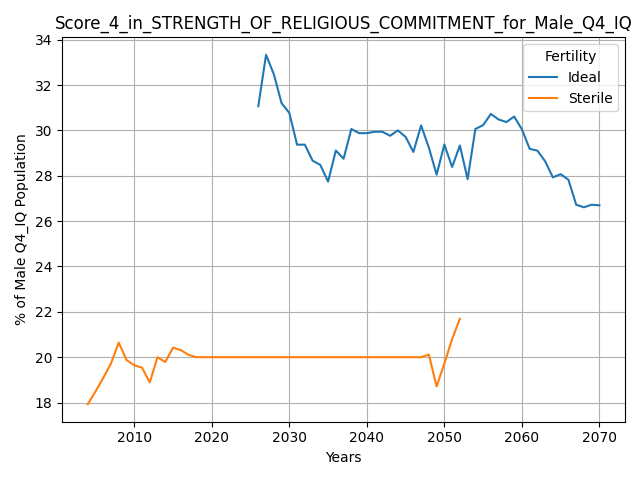 Score_4_in_STRENGTH_OF_RELIGIOUS_COMMITMENT_for_Male_Q4_IQ
Fertility
Ideal
Sterile
% of Male Q4_IQ Population
34
32
30
28
26
24
22
20
18
2010 2020 2030 2040 2050 2060 2070
Years